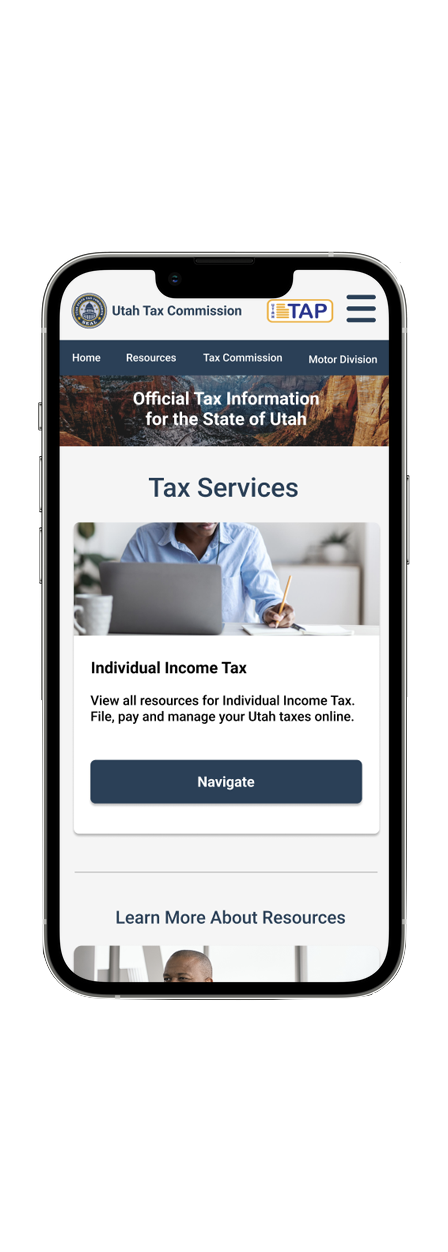 Utah Tax Commission
TAP
Home Resources Tax Commission Motor Division
Official Tax Information
for the State of Utah
Tax Services
Individual Income Tax
View all resources for Individual Income Tax.
File, pay and manage your Utah taxes online.
Navigate
Learn More About Resources